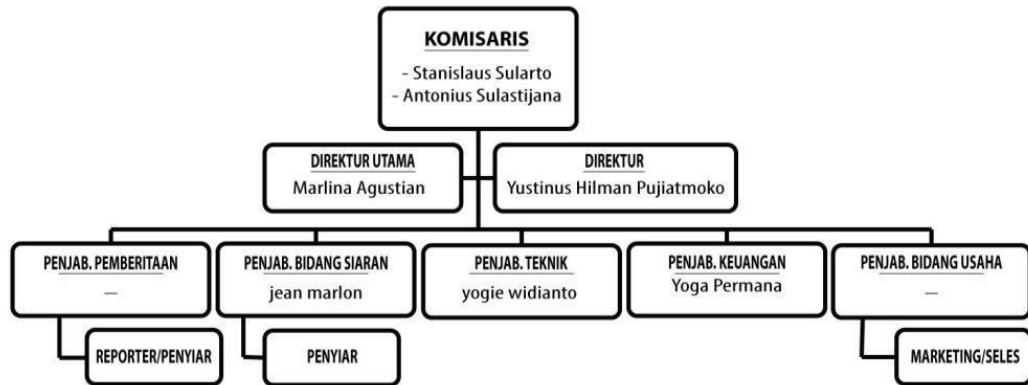 KOMISARIS
- Stanislaus Sularto
- Antonius Sulastijana
DIREKTUR UTAMA
Marlina Agustian
DIREKTUR
Yustinus Hilman Pujiatmoko
PENJAB. PEMBERITAAN
—
PENJAB. BIDANG SIARAN
jean marlon
PENJAB. TEKNIK
yogie widianto
PENJAB. KEUANGAN
Yoga Permana
PENJAB. BIDANG USAHA
—
REPORTER/PENYIAR
PENYIAR
MARKETING/SELES